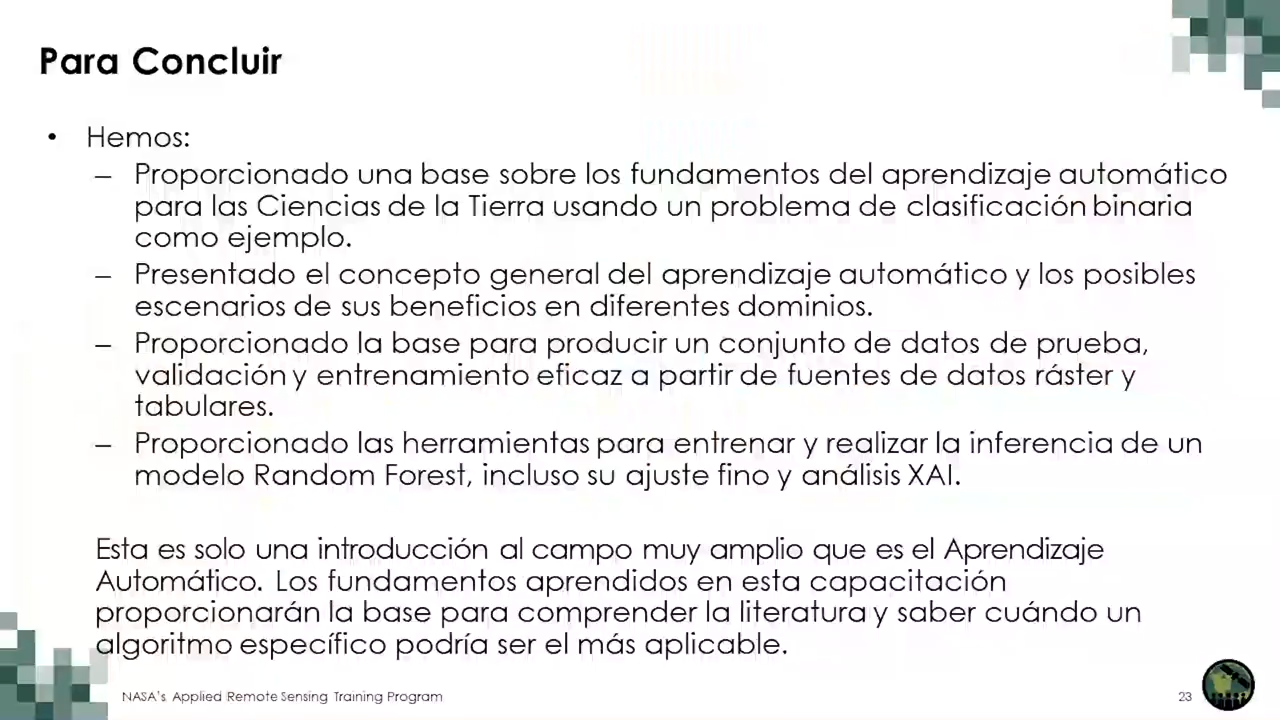 Para Concluir
• Hemos:
– Proporcionado una base sobre los fundamentos del aprendizaje automático
para las Ciencias de la Tierra usando un problema de clasificación binaria
como ejemplo.
– Presentado el concepto general del aprendizaje automático y los posibles
escenarios de sus beneficios en diferentes dominios.
– Proporcionado la base para producir un conjunto de datos de prueba,
validación y entrenamiento eficaz a partir de fuentes de datos ráster y
tabulares.
– Proporcionado las herramientas para entrenar y realizar la inferencia de un
modelo Random Forest, incluso su ajuste fino y análisis XAI.
Esta es solo una introducción al campo muy amplio que es el Aprendizaje
Automático. Los fundamentos aprendidos en esta capacitación
proporcionarán la base para comprender la literatura y saber cuándo un
algoritmo específico podría ser el más aplicable.
NASA's Applied Remote Sensing Training Program
23